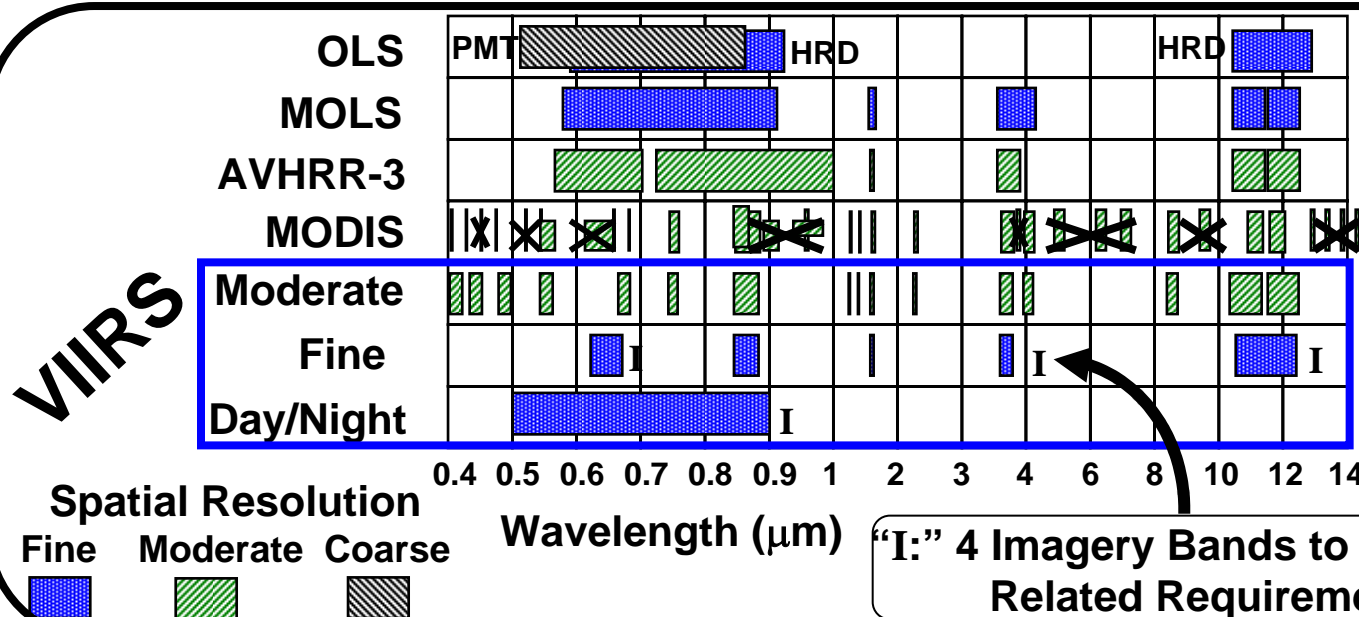 OLS PMT HRD HRD
MOLS
AVHRR-3
MODIS
VIIRS
Moderate
Fine I I I
Day/Night I
0.4 0.5 0.6 0.7 0.8 0.9 1 2 3 4 6 8 10 12 14
Wavelength (μm)
Spatial Resolution
Fine Moderate Coarse
“I:” 4 Imagery Bands to
Related